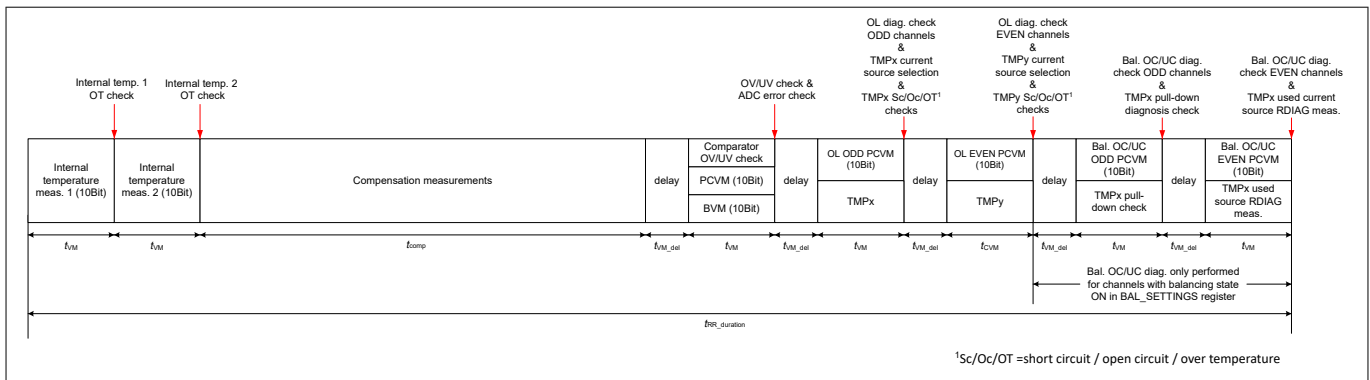 OL diag. check
ODD channels
&
TMPx current
source selection
&
TMPx Sc/Oc/OT¹
checks
OL diag. check
EVEN channels
&
TMPy current
source selection
&
TMPy Sc/Oc/OT¹
checks
Internal temp. 1
OT check
Internal temp. 2
OT check
OV/UV check &
ADC error check
Bal. OC/UC diag.
check ODD channels
& TMPx pull-down
diagnosis check
Bal. OC/UC diag.
check EVEN channels
& TMPx used current
source RDIAG meas.
Internal
temperature
meas. 1 (10Bit)
Internal
temperature
meas. 2 (10Bit)
Compensation measurements
delay
Comparator
OV/UV check
PCVM (10Bit)
BVM (10Bit)
delay
OL ODD PCVM
(10Bit)
TMPx
delay
OL EVEN PCVM
(10Bit)
TMPy
delay
Bal. OC/UC
ODD PCVM
(10Bit)
TMPx pull-
down check
delay
Bal. OC/UC
EVEN PCVM
(10Bit)
TMPx used
source RDIAG
meas.
tVM
tVM
tcomp
tVM_del
tVM
tVM_del
tVM
tVM_del
tCVM
tVM_del
tVM
tVM_del
tVM
Bal. OC/UC diag. only performed
for channels with balancing state
ON in BAL_SETTINGS register
tRR_duration
¹Sc/Oc/OT =short circuit / open circuit / over temperature